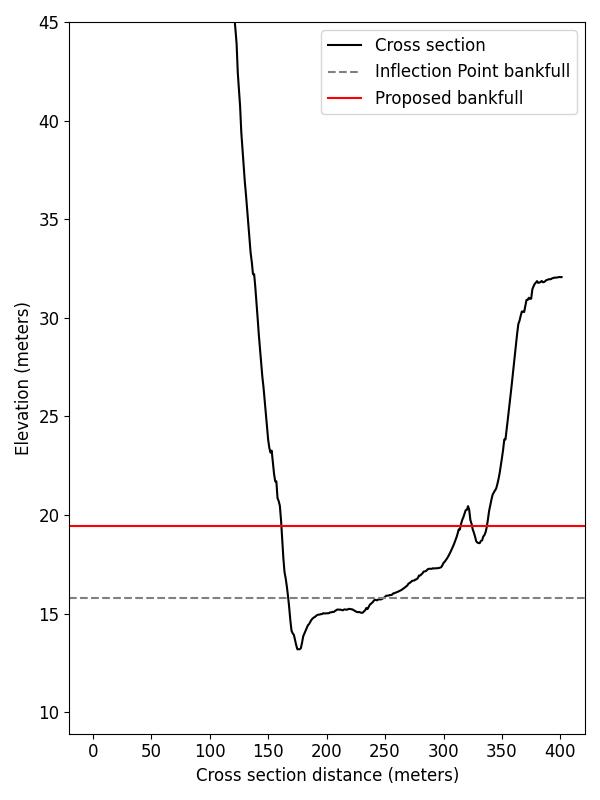 45
40
35
30
25
20
15
10
Elevation (meters)
Cross section
Inflection Point bankfull
Proposed bankfull
0 50 100 150 200 250 300 350 400
Cross section distance (meters)